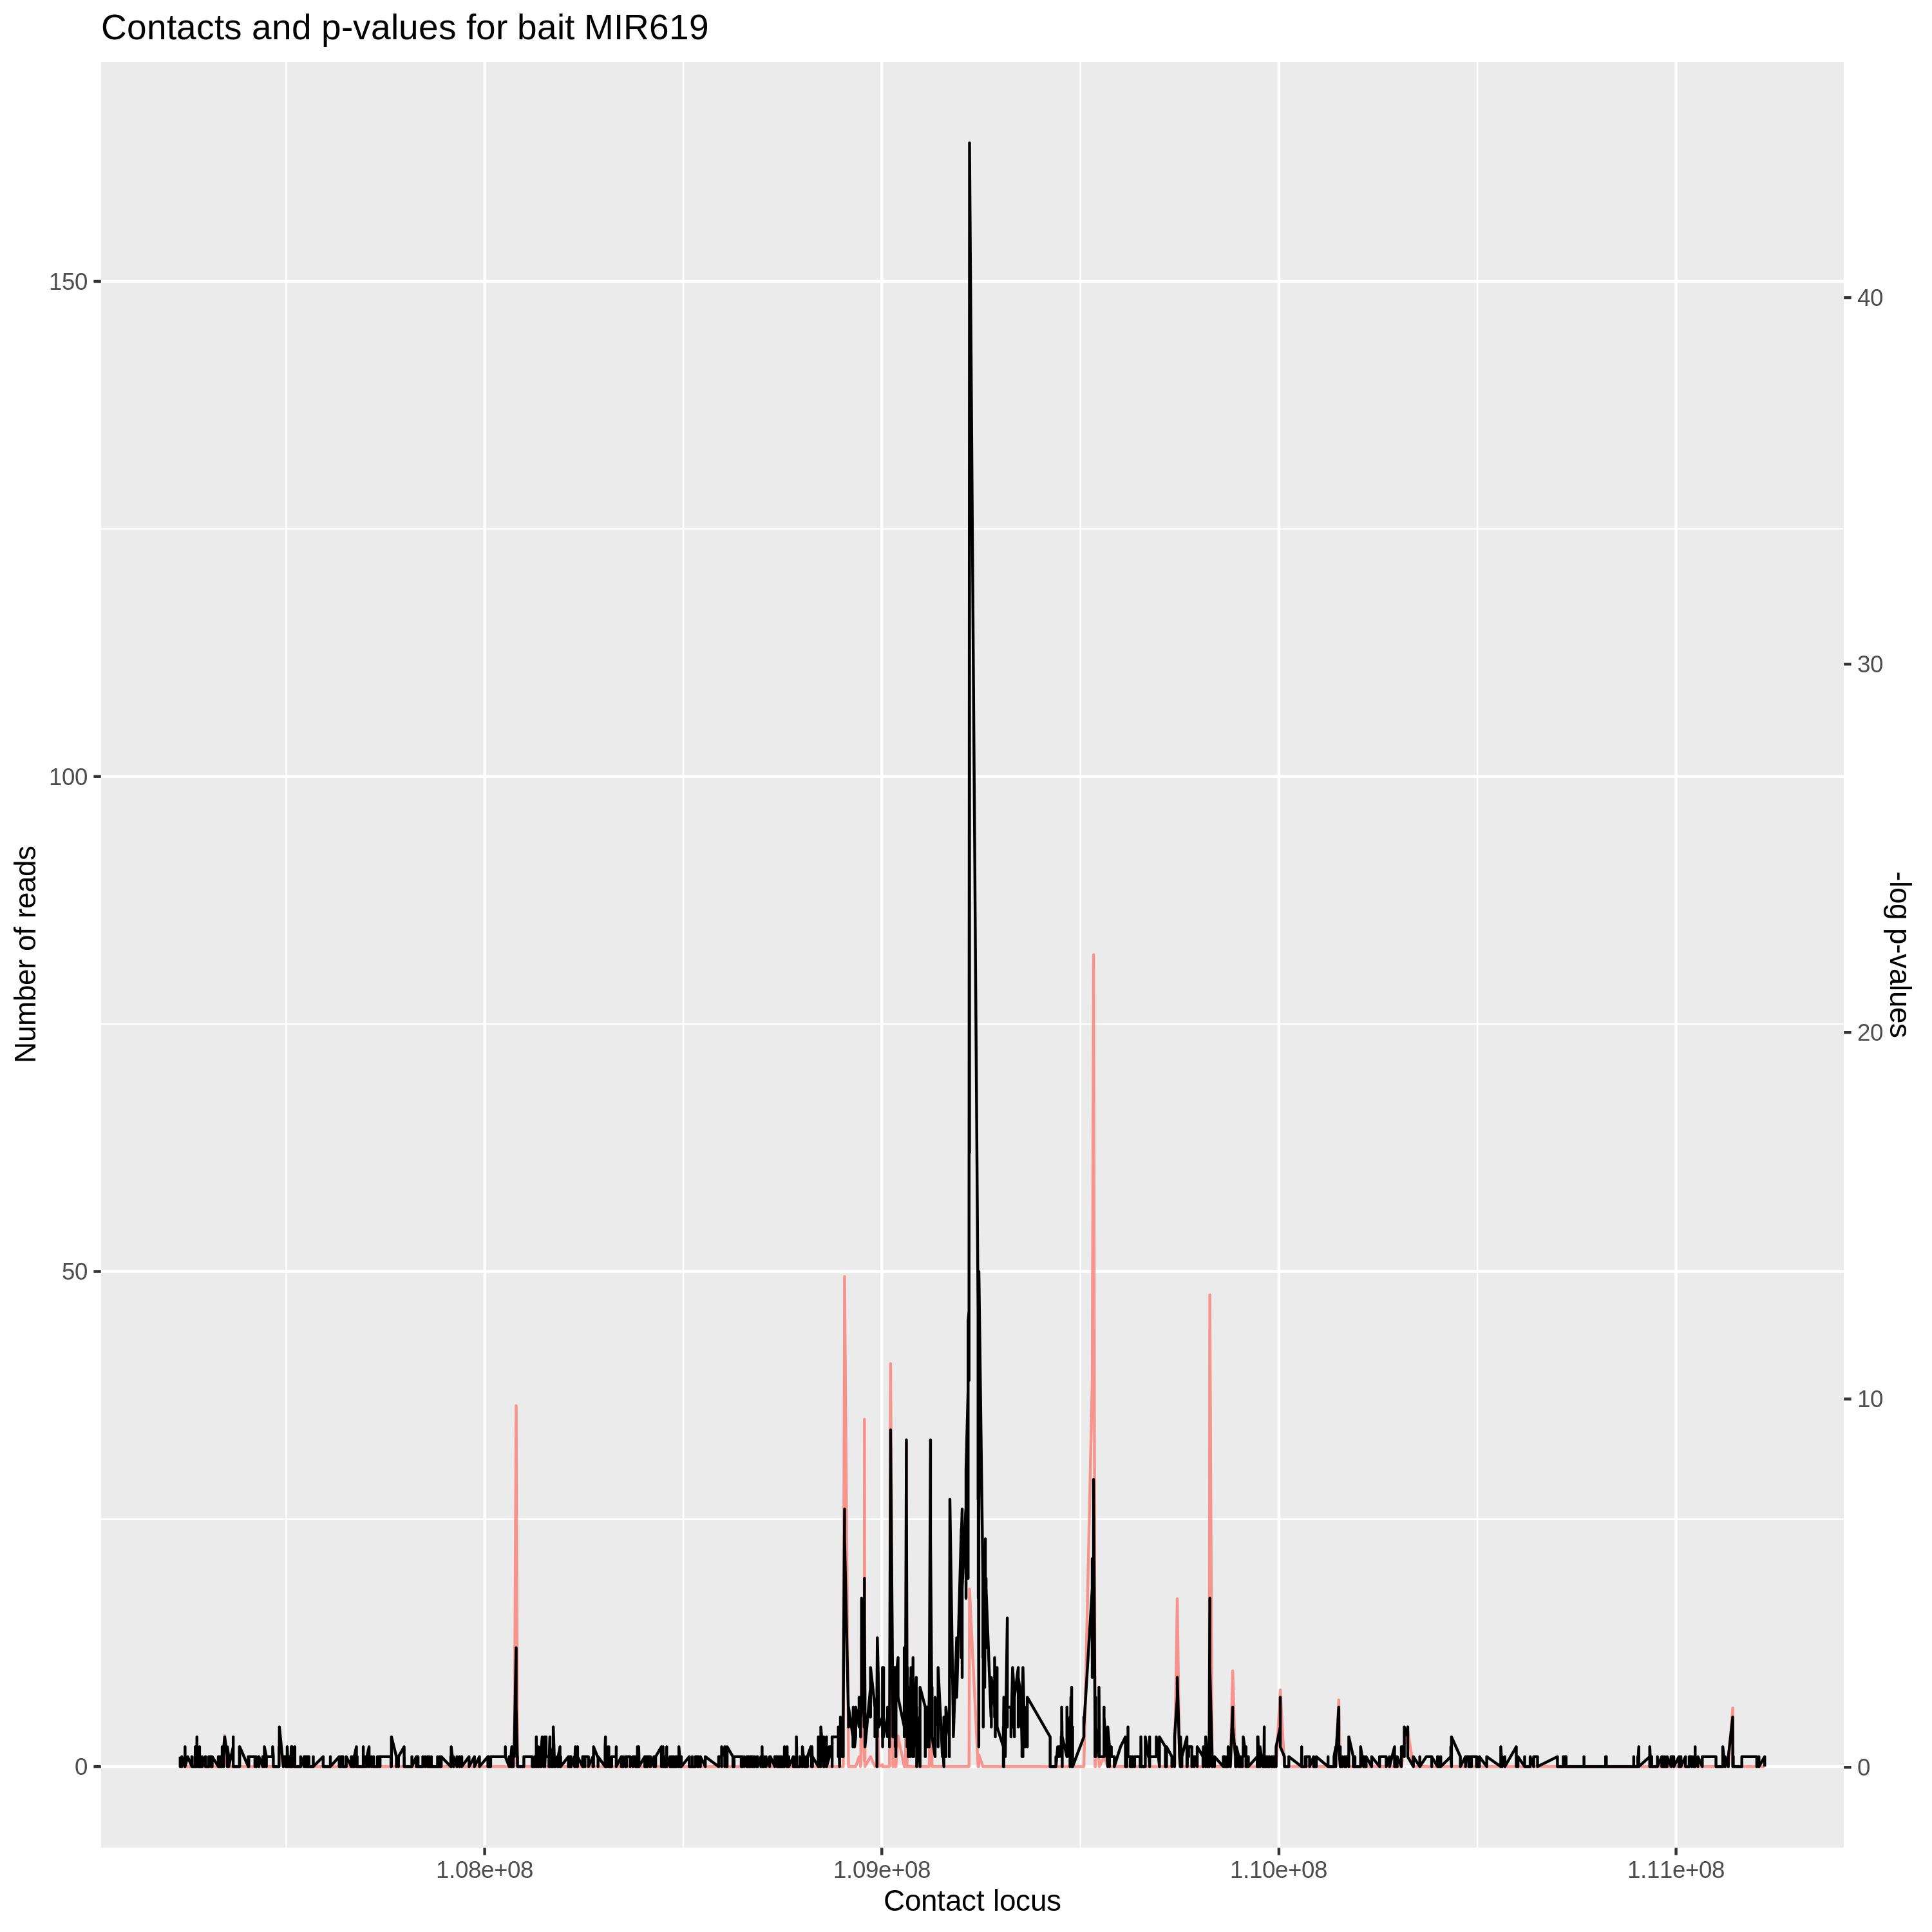 Contacts and p-values for bait MIR619
150
100
50
0
Number of reads
40
30
20
10
0
-log p-values
1.08e+08 1.09e+08 1.10e+08 1.11e+08
Contact locus